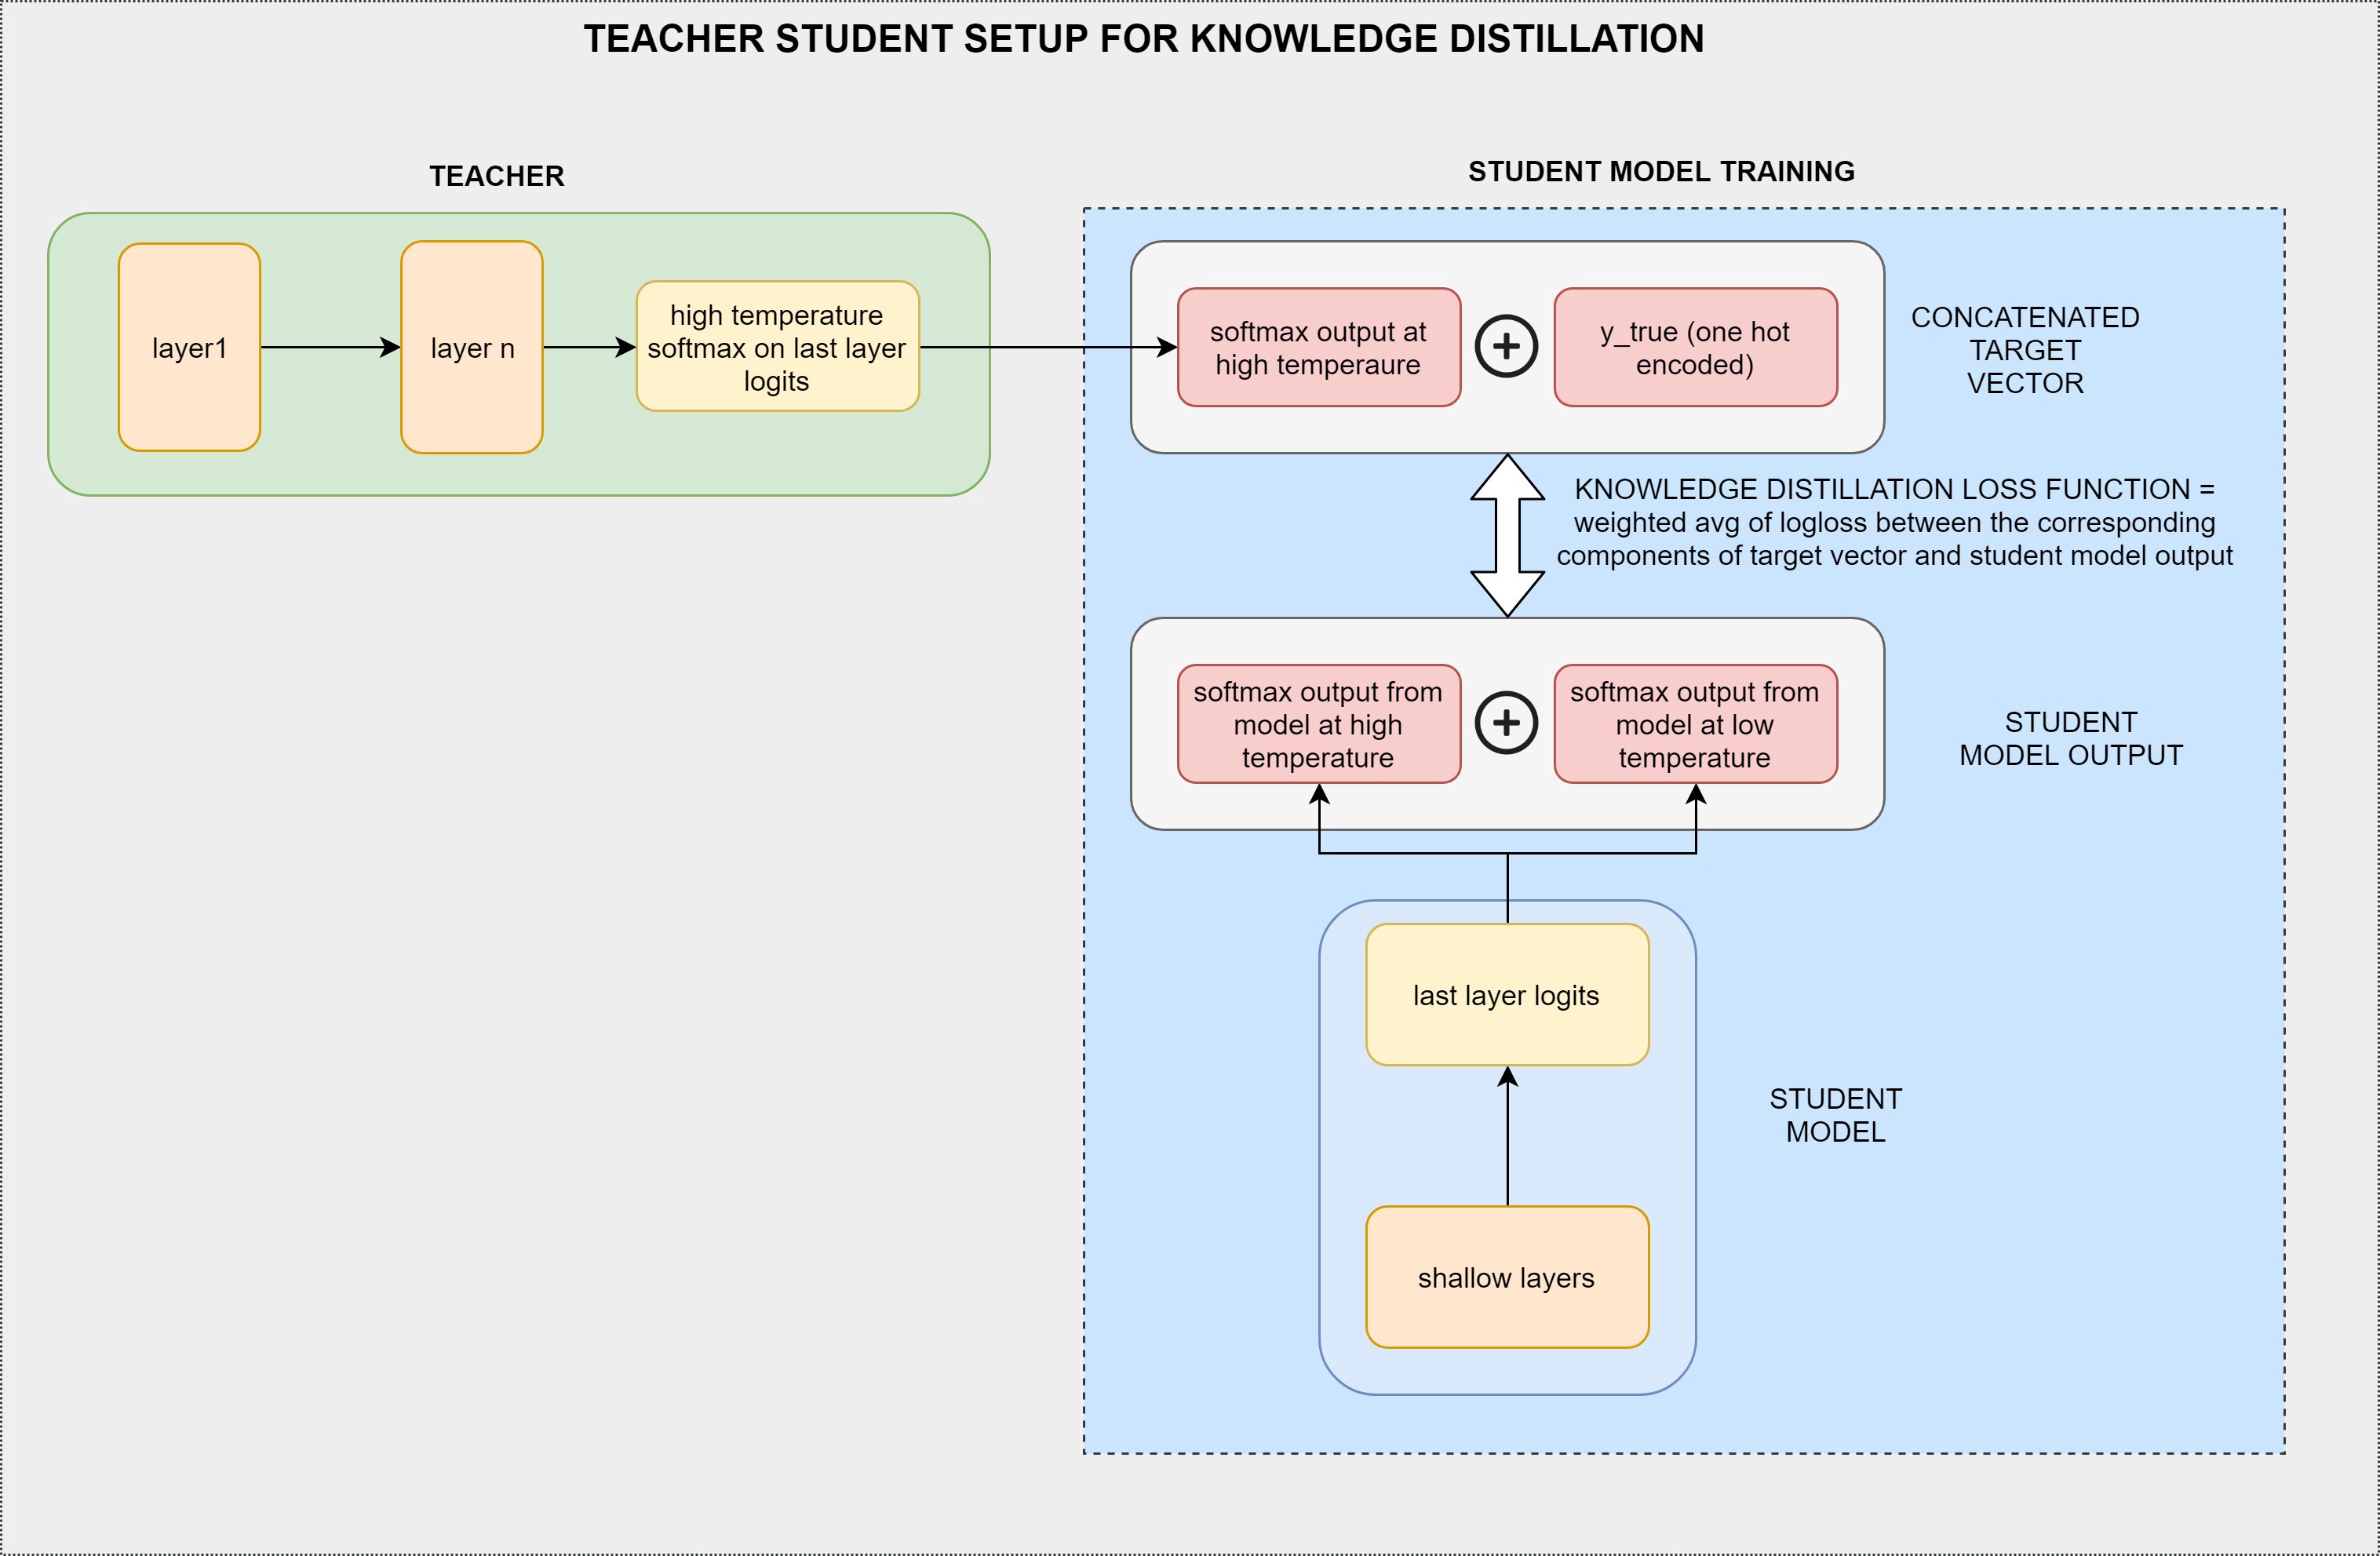 TEACHER STUDENT SETUP FOR KNOWLEDGE DISTILLATION
TEACHER
layer1
layer n
high temperature
softmax on last layer
logits
STUDENT MODEL TRAINING
softmax output at
high temperaure
y_true (one hot
encoded)
CONCATENATED
TARGET
VECTOR
KNOWLEDGE DISTILLATION LOSS FUNCTION =
weighted avg of logloss between the corresponding
components of target vector and student model output
softmax output from
model at high
temperature
softmax output from
model at low
temperature
STUDENT
MODEL OUTPUT
last layer logits
STUDENT
MODEL
shallow layers